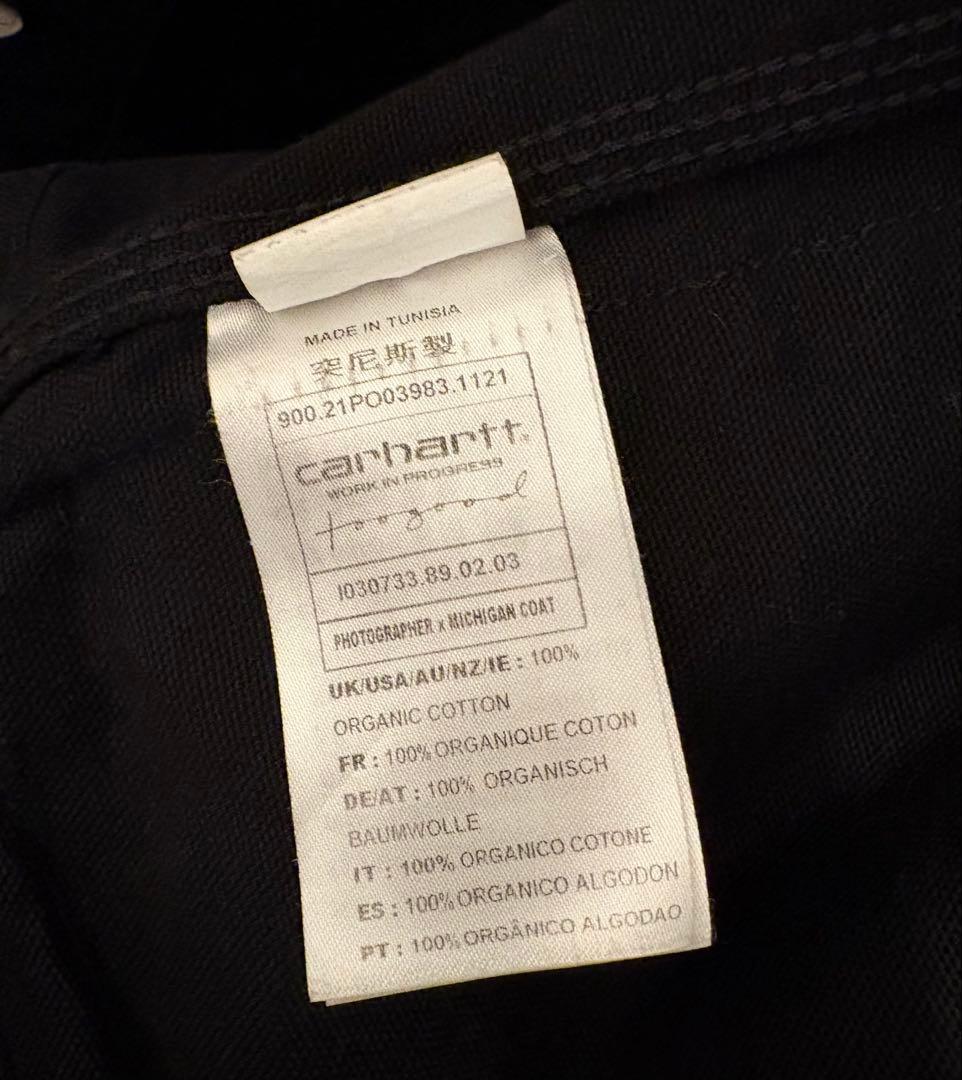 MADE IN TUNISIA
突尼斯製
900.21PO03983.1121
carhartt
WORK IN PROGRESS
toogood
I030733.89.02.03
PHOTOGRAPHER x MICHIGAN COAT
UK/USA/AU/NZ/IE : 100%
ORGANIC COTTON
FR : 100% ORGANIQUE COTON
DE/AT : 100% ORGANISCH
BAUMWOLLE
IT : 100% ORGANICO COTONE
ES : 100% ORGANICO ALGODON
PT : 100% ORGÂNICO ALGODAO